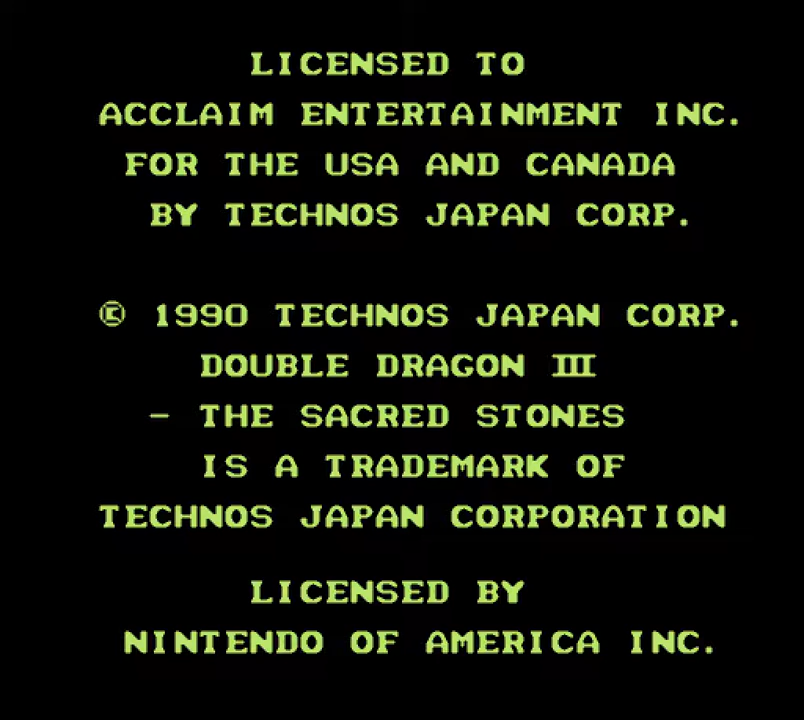 LICENSED TO
ACCLAIM ENTERTAINMENT INC.
FOR THE USA AND CANADA
BY TECHNOS JAPAN CORP.
© 1990 TECHNOS JAPAN CORP.
DOUBLE DRAGON III
- THE SACRED STONES
IS A TRADEMARK OF
TECHNOS JAPAN CORPORATION
LICENSED BY
NINTENDO OF AMERICA INC.